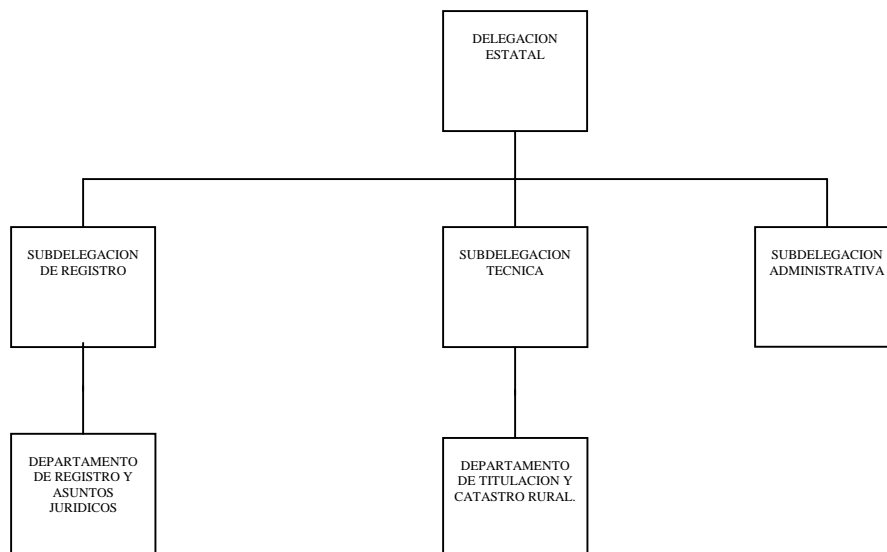 DELEGACION
ESTATAL
SUBDELEGACION
DE REGISTRO
SUBDELEGACION
TECNICA
SUBDELEGACION
ADMINISTRATIVA
DEPARTAMENTO
DE REGISTRO Y
ASUNTOS
JURIDICOS
DEPARTAMENTO
DE TITULACION Y
CATASTRO RURAL.